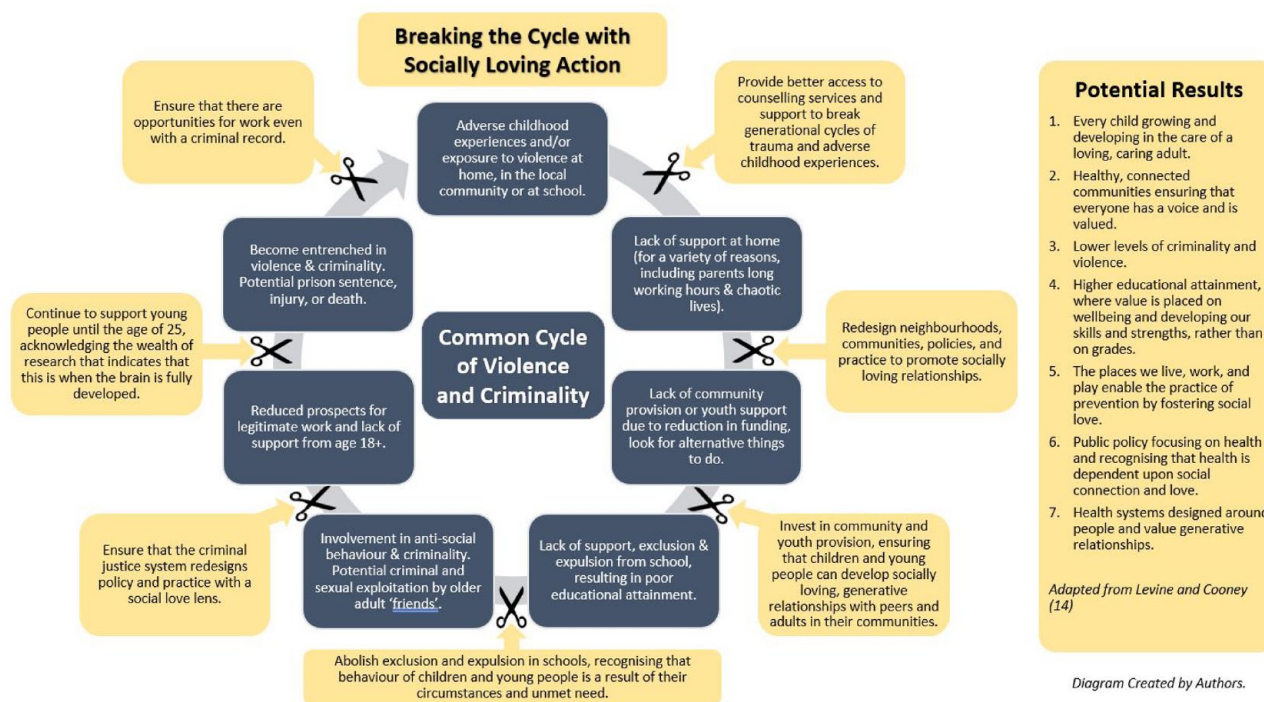 Breaking the Cycle with
Socially Loving Action
Ensure that there are
opportunities for work even
with a criminal record.
Adverse childhood
experiences and/or
exposure to violence at
home, in the local
community or at school.
Provide better access to
counselling services and
support to break
generational cycles of
trauma and adverse
childhood experiences.
Become entrenched in
violence & criminality.
Potential prison sentence,
injury, or death.
Lack of support at home
(for a variety of reasons,
including parents long
working hours & chaotic
lives).
Continue to support young
people until the age of 25,
acknowledging the wealth of
research that indicates that
this is when the brain is fully
developed.
Common Cycle
of Violence
and Criminality
Redesign neighbourhoods,
communities, policies, and
practice to promote socially
loving relationships.
Reduced prospects for
legitimate work and lack of
support from age 18+.
Lack of community
provision or youth support
due to reduction in funding,
look for alternative things
to do.
Ensure that the criminal
justice system redesigns
policy and practice with a
social love lens.
Involvement in anti-social
behaviour & criminality.
Potential criminal and
sexual exploitation by older
adult ‘friends’.
Lack of support, exclusion &
expulsion from school,
resulting in poor
educational attainment.
Invest in community and
youth provision, ensuring
that children and young
people can develop socially
loving, generative
relationships with peers and
adults in their communities.
Abolish exclusion and expulsion in schools, recognising that
behaviour of children and young people is a result of their
circumstances and unmet need.
Potential Results
1. Every child growing and
developing in the care of a
loving, caring adult.
2. Healthy, connected
communities ensuring that
everyone has a voice and is
valued.
3. Lower levels of criminality and
violence.
4. Higher educational attainment,
where value is placed on
wellbeing and developing our
skills and strengths, rather than
on grades.
5. The places we live, work, and
play enable the practice of
prevention by fostering social
love.
6. Public policy focusing on health
and recognising that health is
dependent upon social
connection and love.
7. Health systems designed around
people and value generative
relationships.
Adapted from Levine and Cooney
(14)
Diagram Created by Authors.